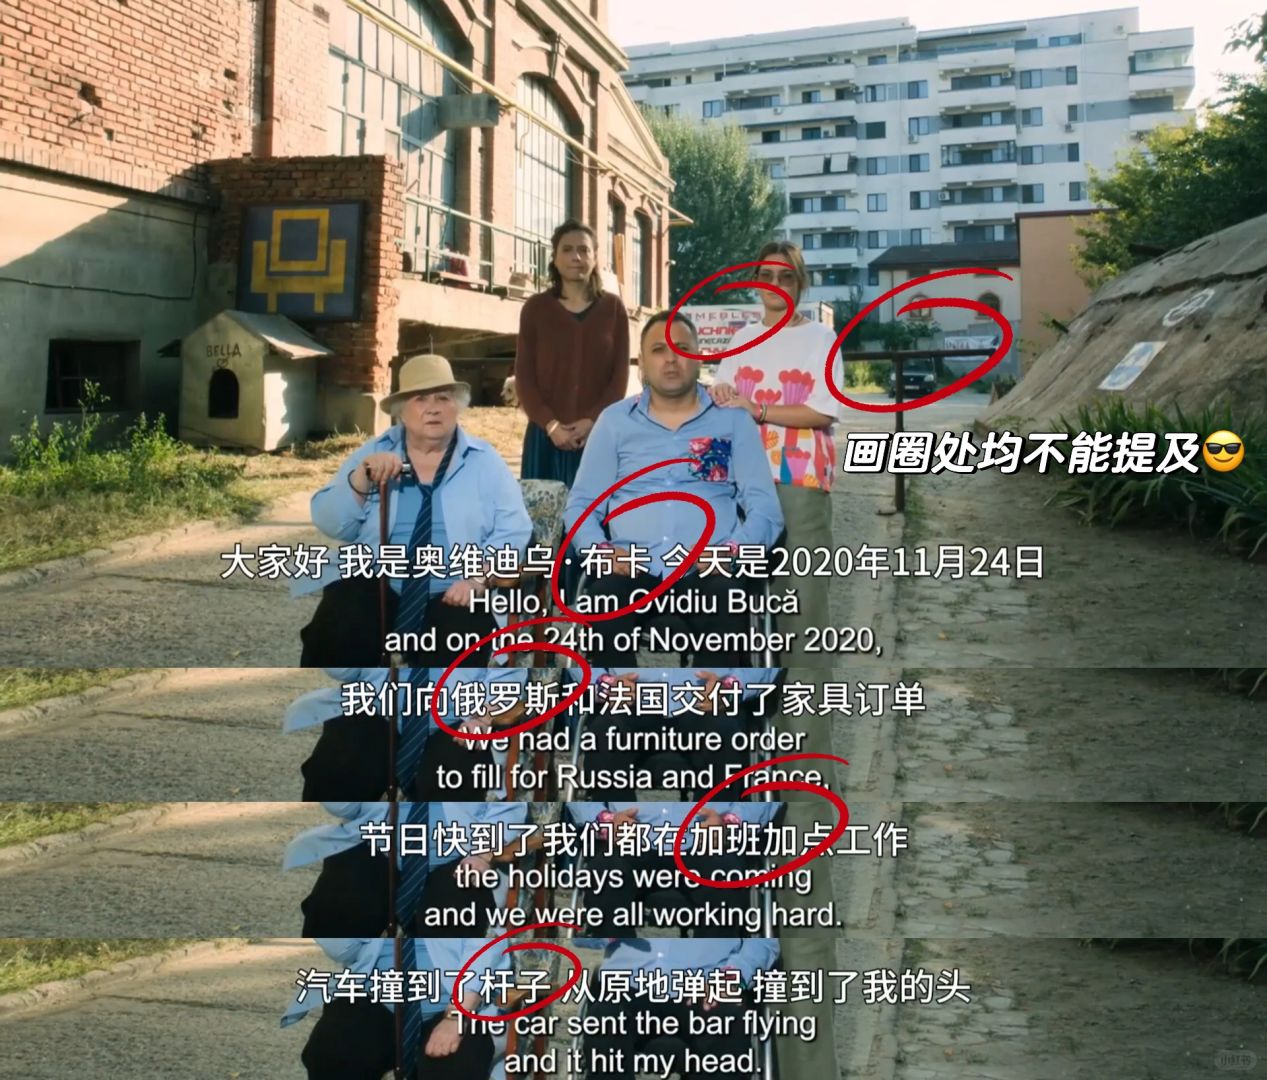 BELLA
MEBLE
画圈处均不能提及😎
大家好 我是奥维迪乌·布卡 今天是2020年11月24日
Hello, I am Ovidiu Bucă
and on the 24th of November 2020,
我们向俄罗斯和法国交付了家具订单
We had a furniture order
to fill for Russia and France,
节日快到了我们都在加班加点工作
the holidays were coming
and we were all working hard.
汽车撞到了杆子 从原地弹起 撞到了我的头
The car sent the bar flying
and it hit my head.
小红书